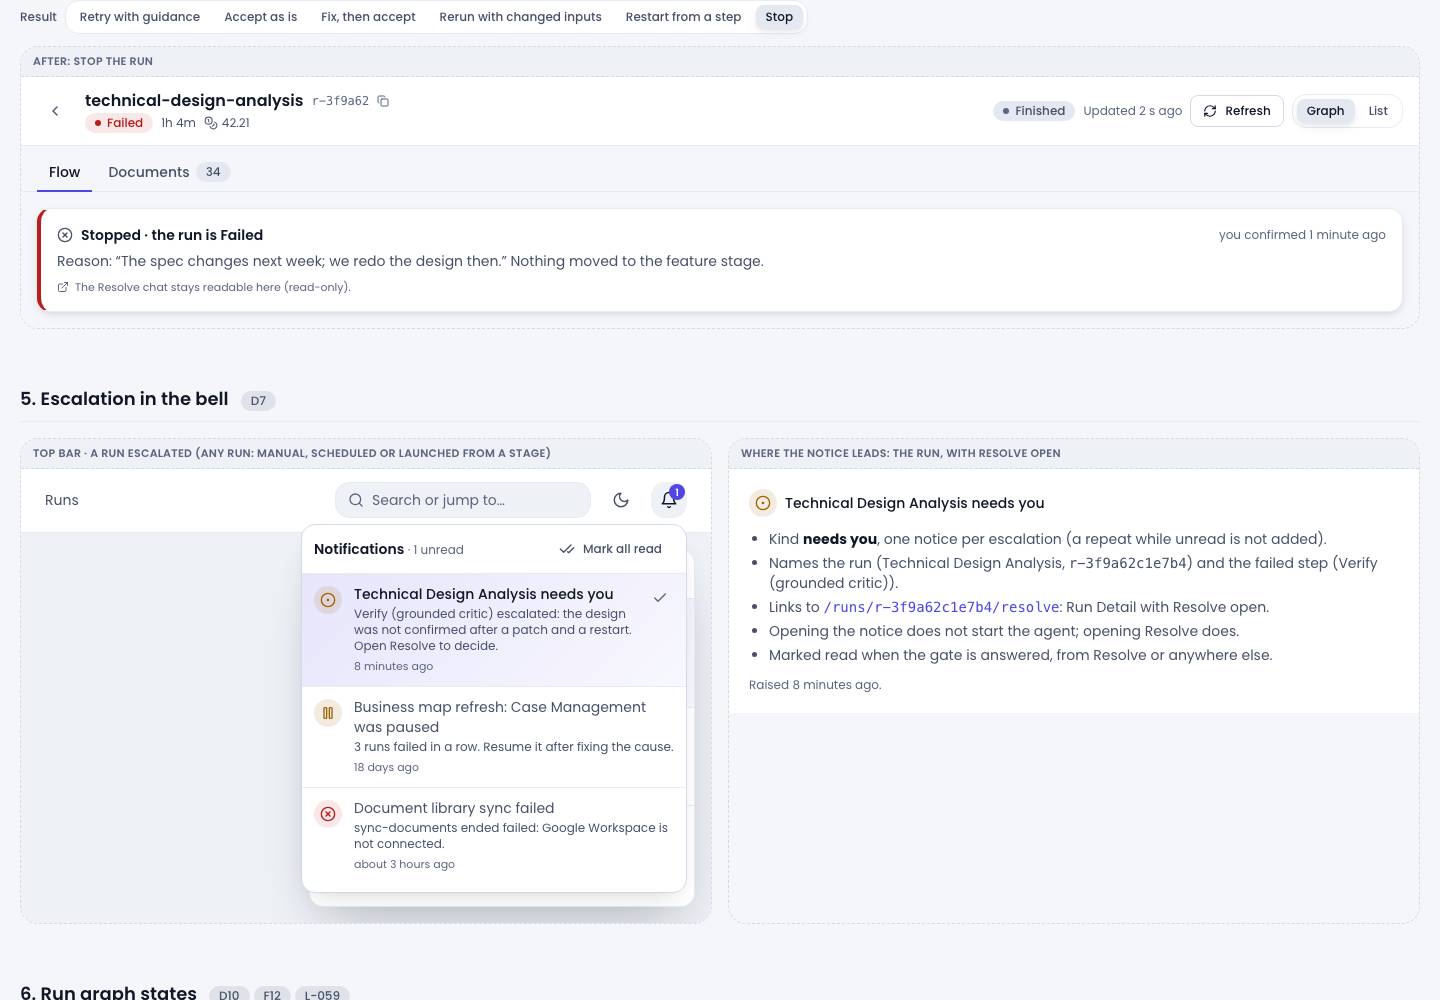 Result Retry with guidance Accept as is Fix, then accept Rerun with changed inputs Restart from a step Stop
AFTER: STOP THE RUN
technical-design-analysis r-3f9a62
Failed 1h 4m 42.21
Finished Updated 2 s ago Refresh Graph List
Flow Documents 34
Stopped · the run is Failed you confirmed 1 minute ago
Reason: “The spec changes next week; we redo the design then.” Nothing moved to the feature stage.
The Resolve chat stays readable here (read-only).
5. Escalation in the bell D7
TOP BAR · A RUN ESCALATED (ANY RUN: MANUAL, SCHEDULED OR LAUNCHED FROM A STAGE)
Runs Search or jump to... 1
Notifications · 1 unread Mark all read
Technical Design Analysis needs you
Verify (grounded critic) escalated: the design
was not confirmed after a patch and a restart.
Open Resolve to decide.
8 minutes ago
Business map refresh: Case Management
was paused
3 runs failed in a row. Resume it after fixing the cause.
18 days ago
Document library sync failed
sync-documents ended failed: Google Workspace is
not connected.
about 3 hours ago
WHERE THE NOTICE LEADS: THE RUN, WITH RESOLVE OPEN
Technical Design Analysis needs you
• Kind needs you, one notice per escalation (a repeat while unread is not added).
• Names the run (Technical Design Analysis, r-3f9a62c1e7b4) and the failed step (Verify
(grounded critic)).
• Links to /runs/r-3f9a62c1e7b4/resolve: Run Detail with Resolve open.
• Opening the notice does not start the agent; opening Resolve does.
• Marked read when the gate is answered, from Resolve or anywhere else.
Raised 8 minutes ago.
6. Run graph states D10 F12 L-059